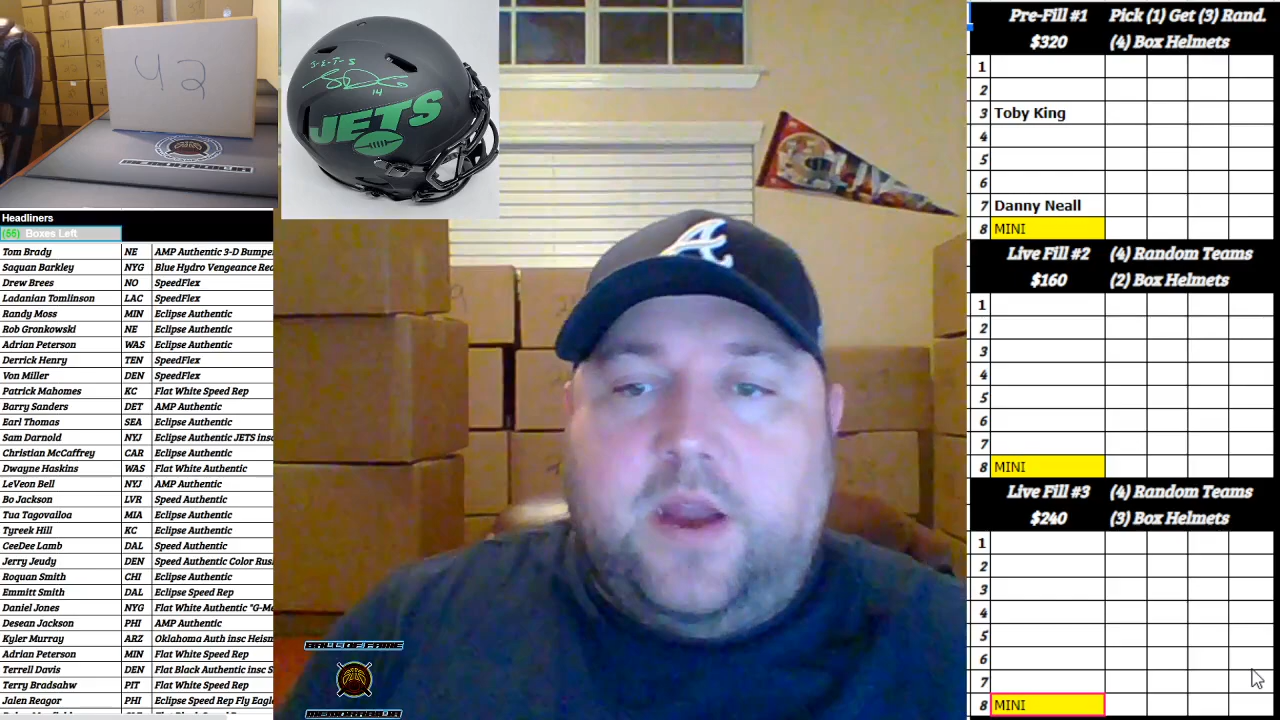 42
J-E-T-S
14
JETS
Headliners
(55) Boxes Left
Tom Brady NE AMP Authentic 3-D Bumpe
Saquan Barkley NYG Blue Hydro Vengeance Red
Drew Brees NO SpeedFlex
Ladanian Tomlinson LAC SpeedFlex
Randy Moss MIN Eclipse Authentic
Rob Gronkowski NE Eclipse Authentic
Adrian Peterson WAS Eclipse Authentic
Derrick Henry TEN SpeedFlex
Von Miller DEN SpeedFlex
Patrick Mahomes KC Flat White Speed Rep
Barry Sanders DET AMP Authentic
Earl Thomas SEA Eclipse Authentic
Sam Darnold NYJ Eclipse Authentic JETS insc
Christian McCaffrey CAR Eclipse Authentic
Dwayne Haskins WAS Flat White Authentic
LeVeon Bell NYJ AMP Authentic
Bo Jackson LVR Speed Authentic
Tua Tagovailoa MIA Eclipse Authentic
Tyreek Hill KC Eclipse Authentic
CeeDee Lamb DAL Speed Authentic
Jerry Jeudy DEN Speed Authentic Color Rus
Roquan Smith CHI Eclipse Authentic
Emmitt Smith DAL Eclipse Speed Rep
Daniel Jones NYG Flat White Authentic "G-Me
Desean Jackson PHI AMP Authentic
Kyler Murray ARZ Oklahoma Auth insc Heism
Adrian Peterson MIN Flat White Speed Rep
Terrell Davis DEN Flat Black Authentic insc S
Terry Bradsahw PIT Flat White Speed Rep
Jalen Reagor PHI Eclipse Speed Rep Fly Eagle
A
BALL OF FAME
MEMORABILIA
Pre-Fill #1 Pick (1) Get (3) Rand.
$320 (4) Box Helmets
1
2
3 Toby King
4
5
6
7 Danny Neall
8 MINI
Live Fill #2 (4) Random Teams
$160 (2) Box Helmets
1
2
3
4
5
6
7
8 MINI
Live Fill #3 (4) Random Teams
$240 (3) Box Helmets
1
2
3
4
5
6
7
8 MINI